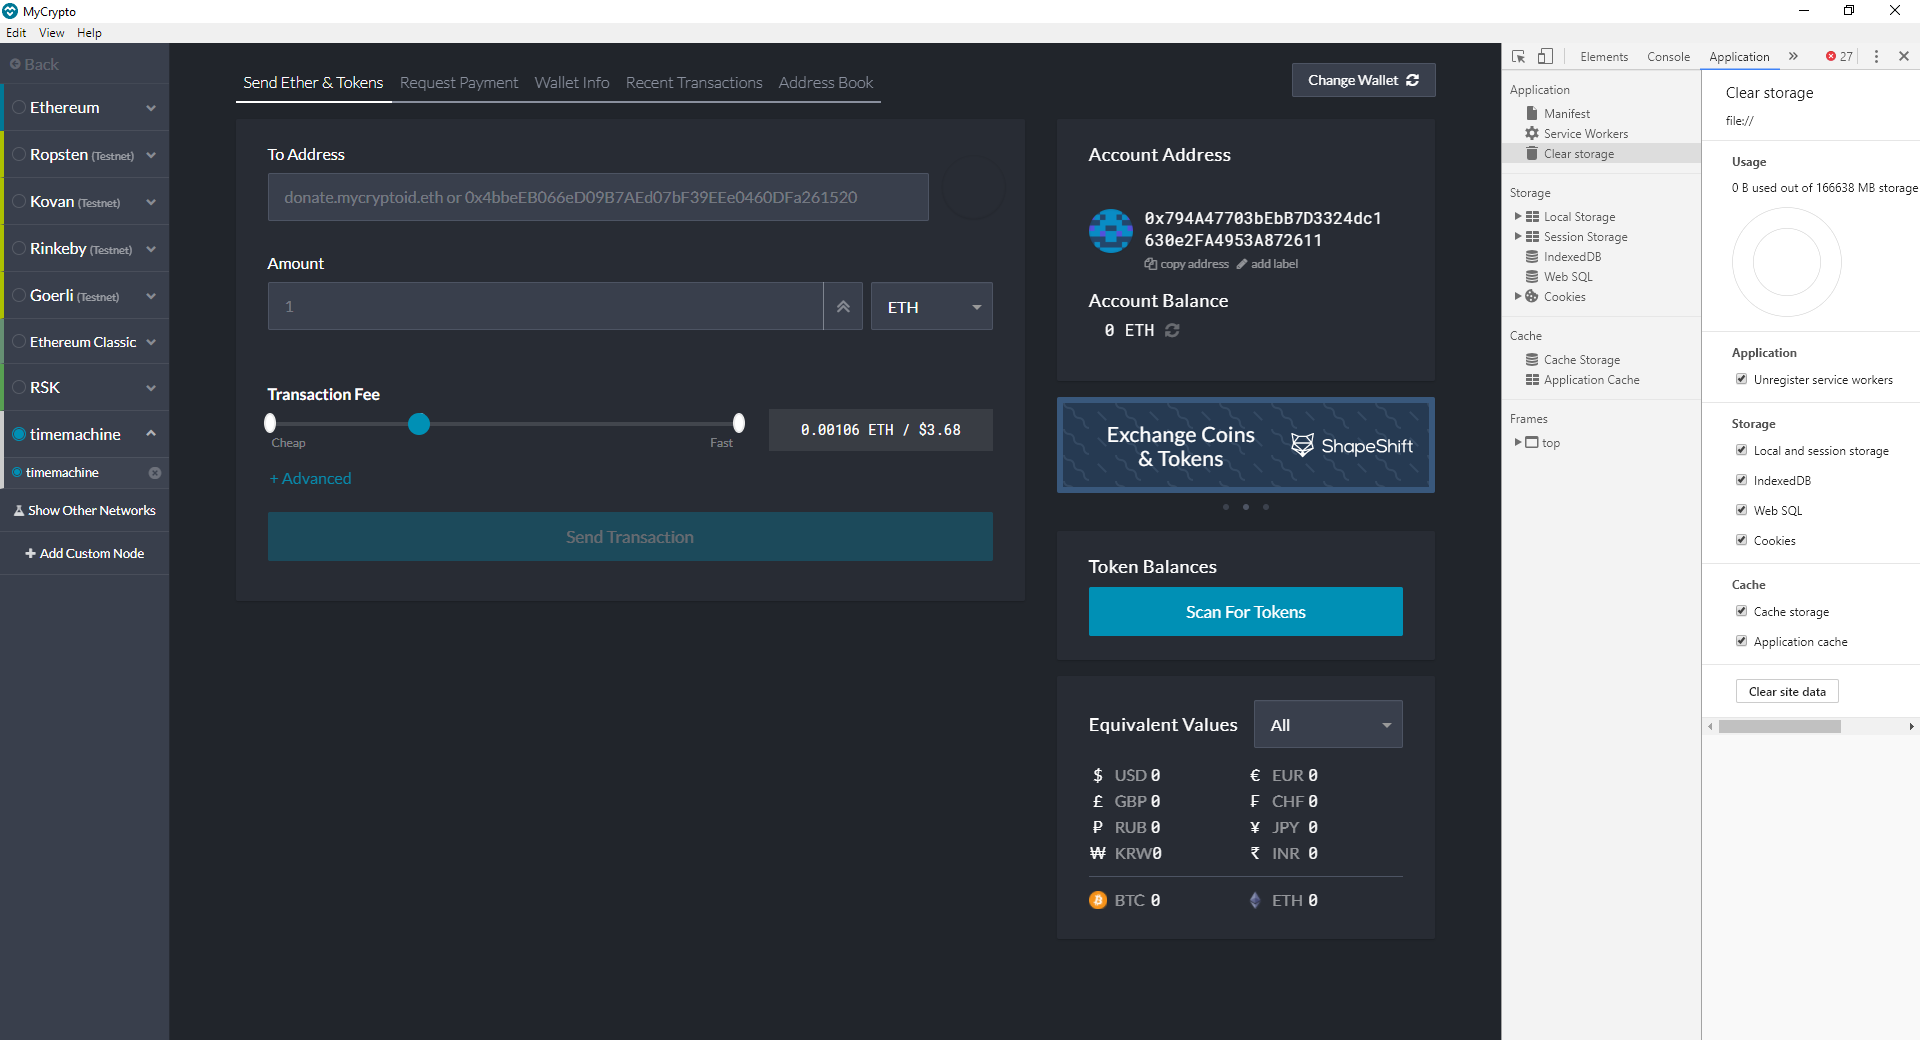 MyCrypto
Edit View Help
Back
Ethereum
Ropsten (Testnet)
Kovan (Testnet)
Rinkeby (Testnet)
Goerli (Testnet)
Ethereum Classic
RSK
timemachine
timemachine
Show Other Networks
Add Custom Node
Send Ether & Tokens Request Payment Wallet Info Recent Transactions Address Book
Change Wallet
To Address
donate.mycryptoid.eth or 0x4bbeEB066eD09B7AEd07bF39EEe0460DFa261520
Amount
1
ETH
Transaction Fee
Cheap
Fast
0.00106 ETH / $3.68
+ Advanced
Send Transaction
Account Address
0x794A47703bEbB7D3324dc1
630e2FA4953A872611
copy address add label
Account Balance
0 ETH
Exchange Coins
& Tokens
ShapeShift
Token Balances
Scan For Tokens
Equivalent Values
All
$ USD 0 € EUR 0
£ GBP 0 ₣ CHF 0
₽ RUB 0 ¥ JPY 0
₩ KRW0 ₹ INR 0
BTC 0 ETH 0
Elements Console Application » 27
Application
Manifest
Service Workers
Clear storage
Storage
Local Storage
Session Storage
IndexedDB
Web SQL
Cookies
Cache
Cache Storage
Application Cache
Frames
top
Clear storage
file://
Usage
0 B used out of 166638 MB storage
Application
Unregister service workers
Storage
Local and session storage
IndexedDB
Web SQL
Cookies
Cache
Cache storage
Application cache
Clear site data